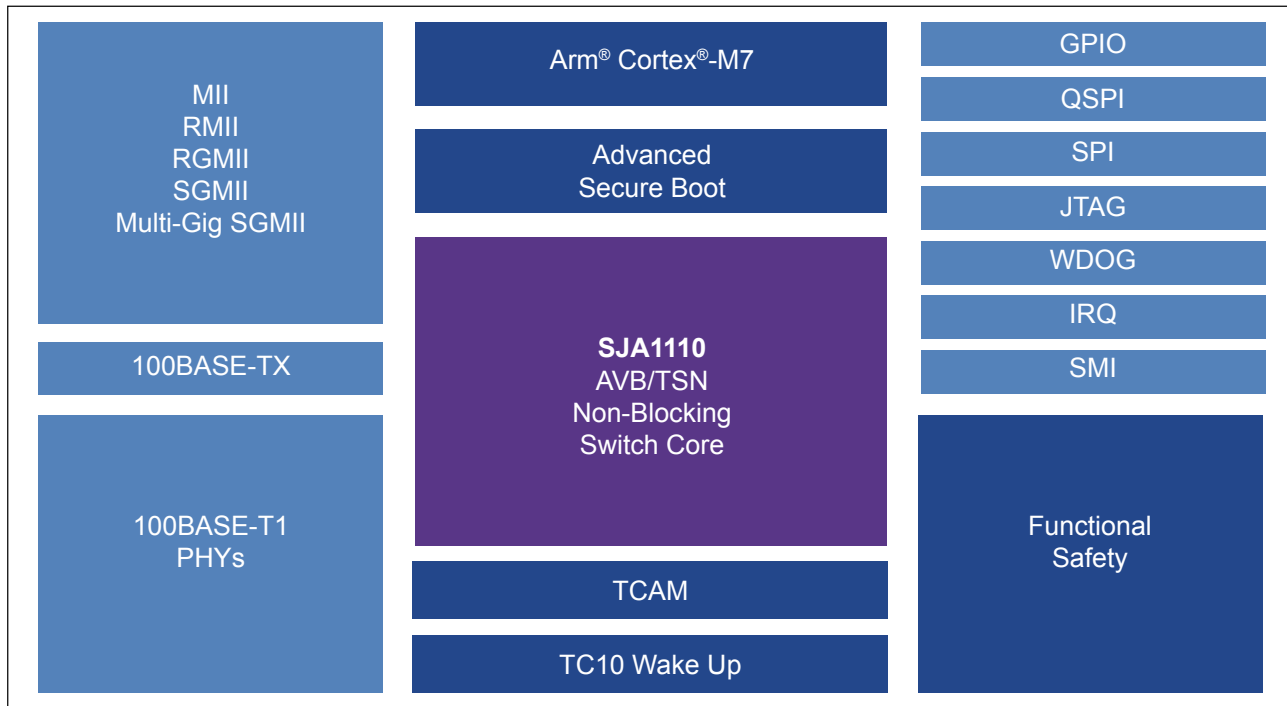 MII
RMII
RGMII
SGMII
Multi-Gig SGMII
100BASE-TX
100BASE-T1
PHYs
Arm® Cortex®-M7
Advanced
Secure Boot
SJA1110
AVB/TSN
Non-Blocking
Switch Core
TCAM
TC10 Wake Up
GPIO
QSPI
SPI
JTAG
WDOG
IRQ
SMI
Functional
Safety